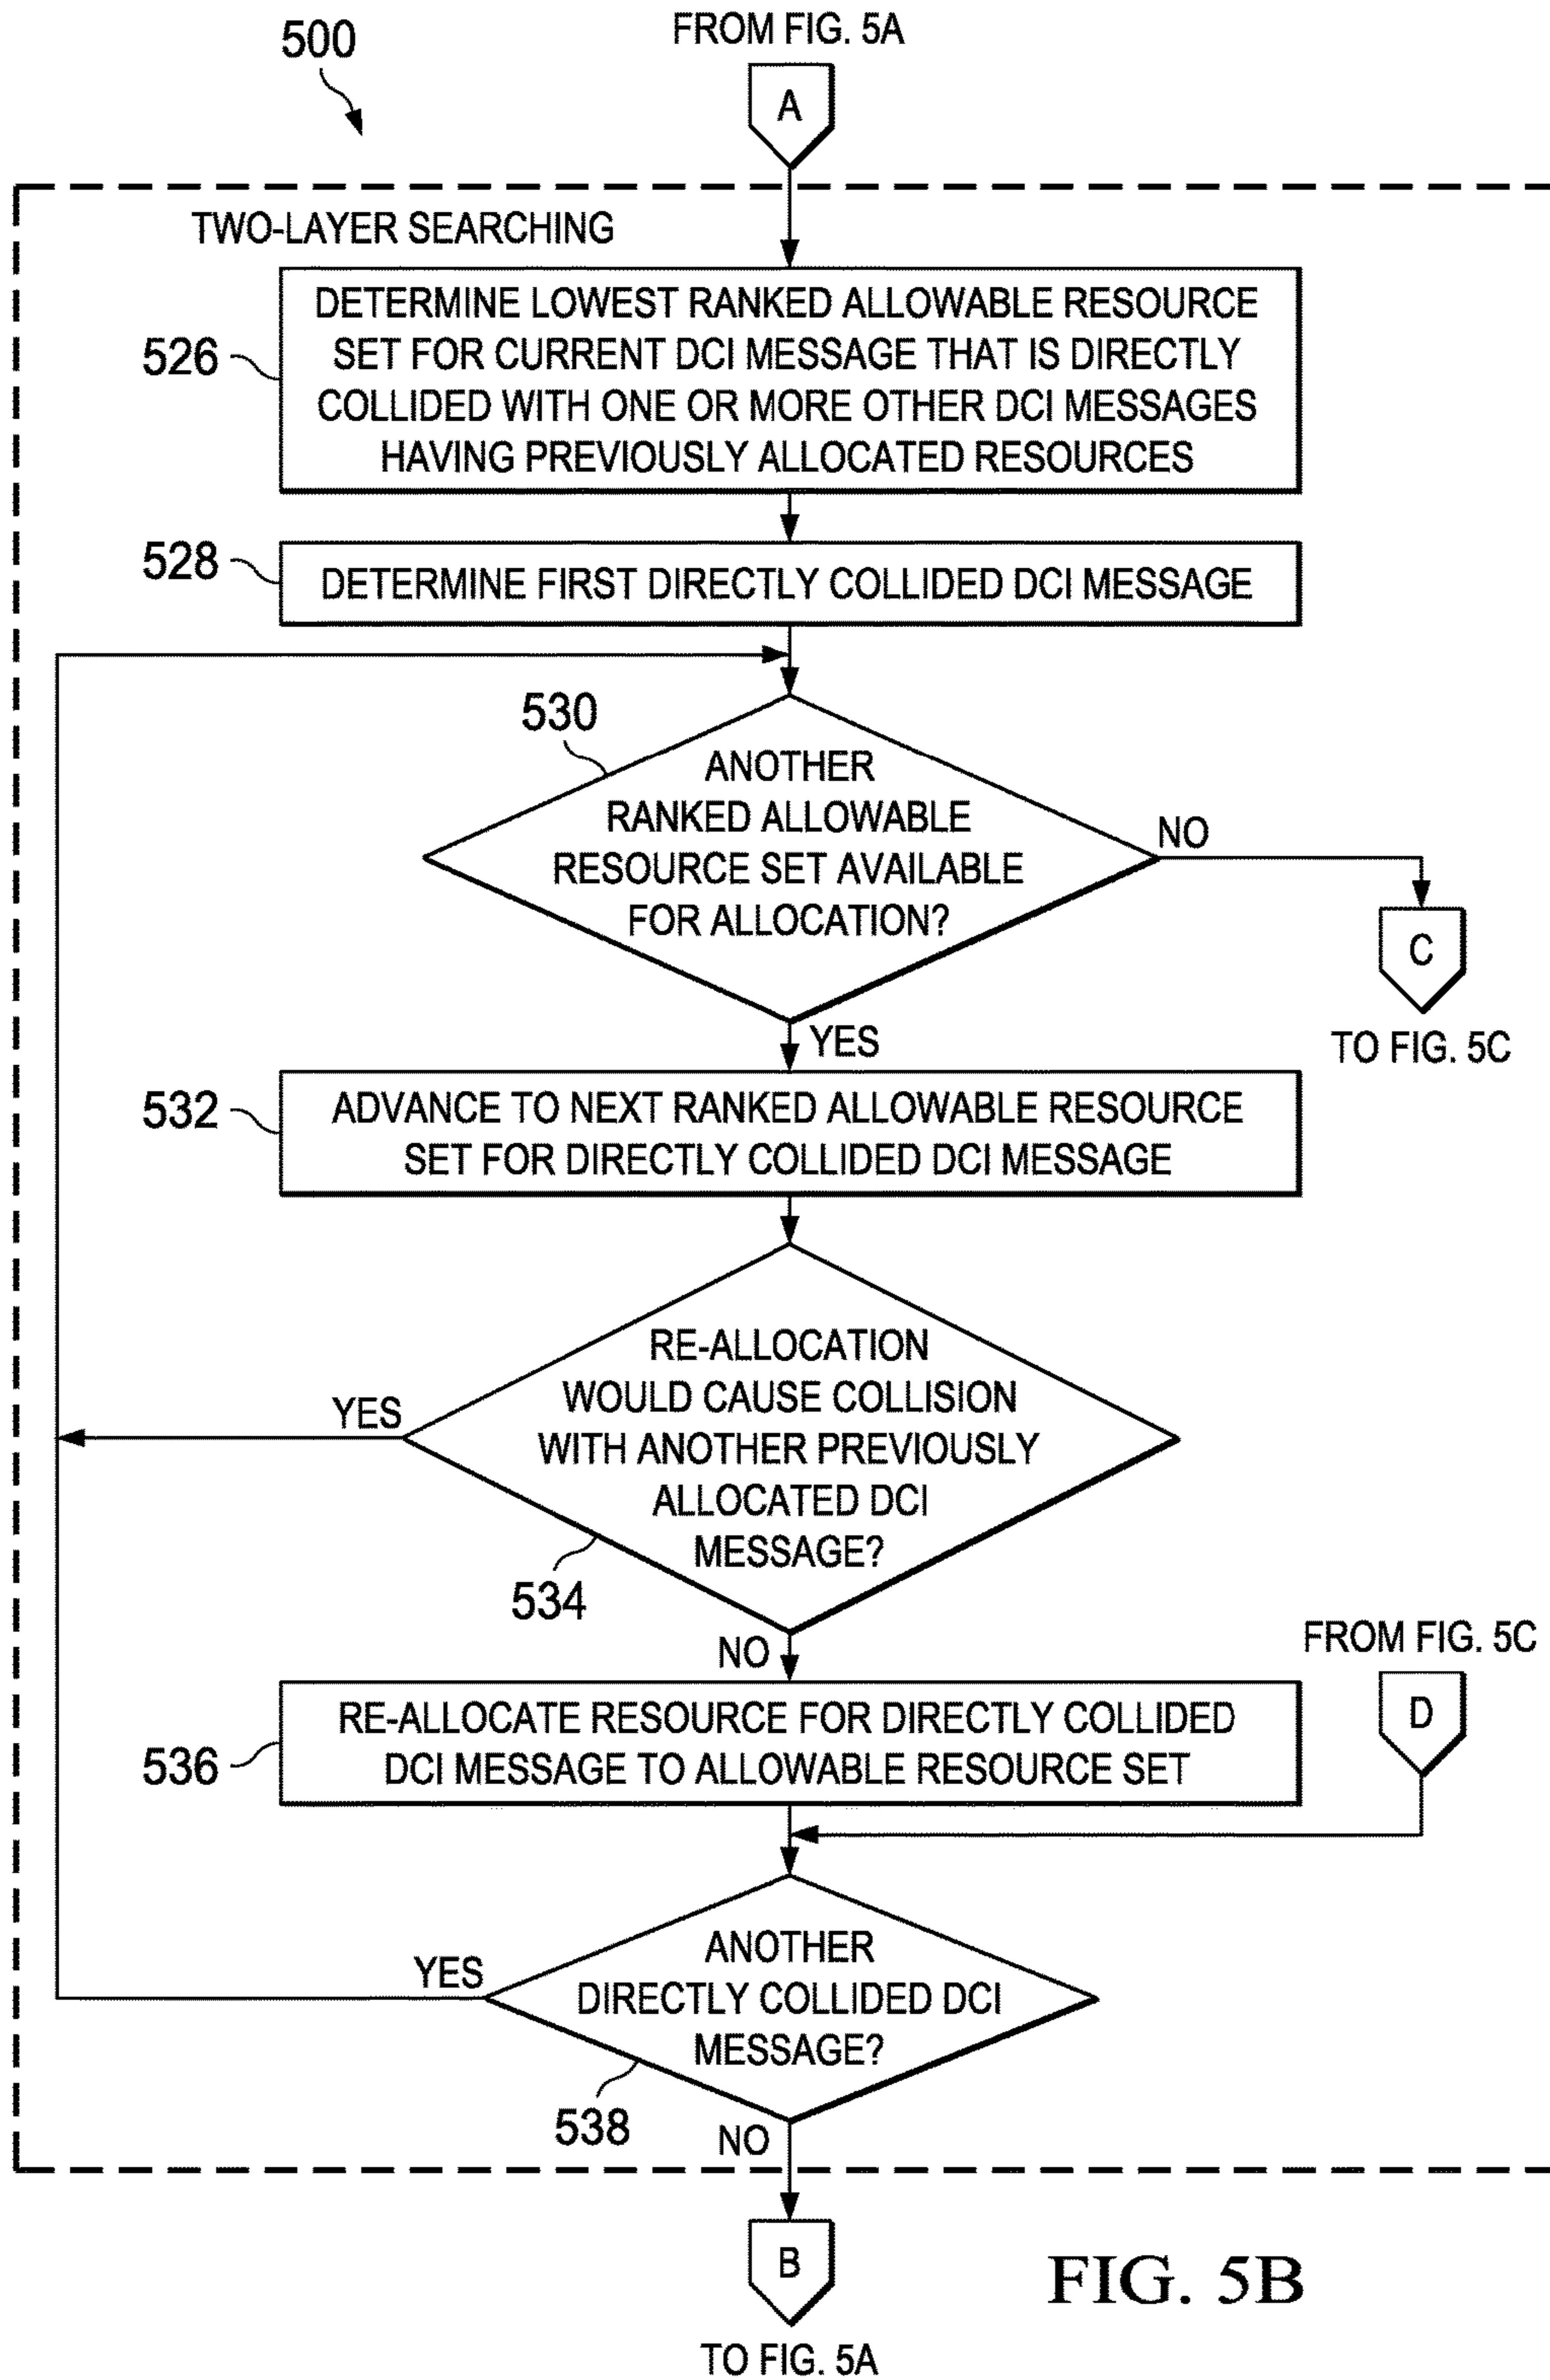 500
FROM FIG. 5A
A
TWO-LAYER SEARCHING
526
DETERMINE LOWEST RANKED ALLOWABLE RESOURCE
SET FOR CURRENT DCI MESSAGE THAT IS DIRECTLY
COLLIDED WITH ONE OR MORE OTHER DCI MESSAGES
HAVING PREVIOUSLY ALLOCATED RESOURCES
528
DETERMINE FIRST DIRECTLY COLLIDED DCI MESSAGE
530
ANOTHER
RANKED ALLOWABLE
RESOURCE SET AVAILABLE
FOR ALLOCATION?
NO
C
TO FIG. 5C
YES
532
ADVANCE TO NEXT RANKED ALLOWABLE RESOURCE
SET FOR DIRECTLY COLLIDED DCI MESSAGE
RE-ALLOCATION
WOULD CAUSE COLLISION
WITH ANOTHER PREVIOUSLY
ALLOCATED DCI
MESSAGE?
YES
534
NO
FROM FIG. 5C
D
536
RE-ALLOCATE RESOURCE FOR DIRECTLY COLLIDED
DCI MESSAGE TO ALLOWABLE RESOURCE SET
ANOTHER
DIRECTLY COLLIDED DCI
MESSAGE?
YES
538
NO
B
TO FIG. 5A
FIG. 5B